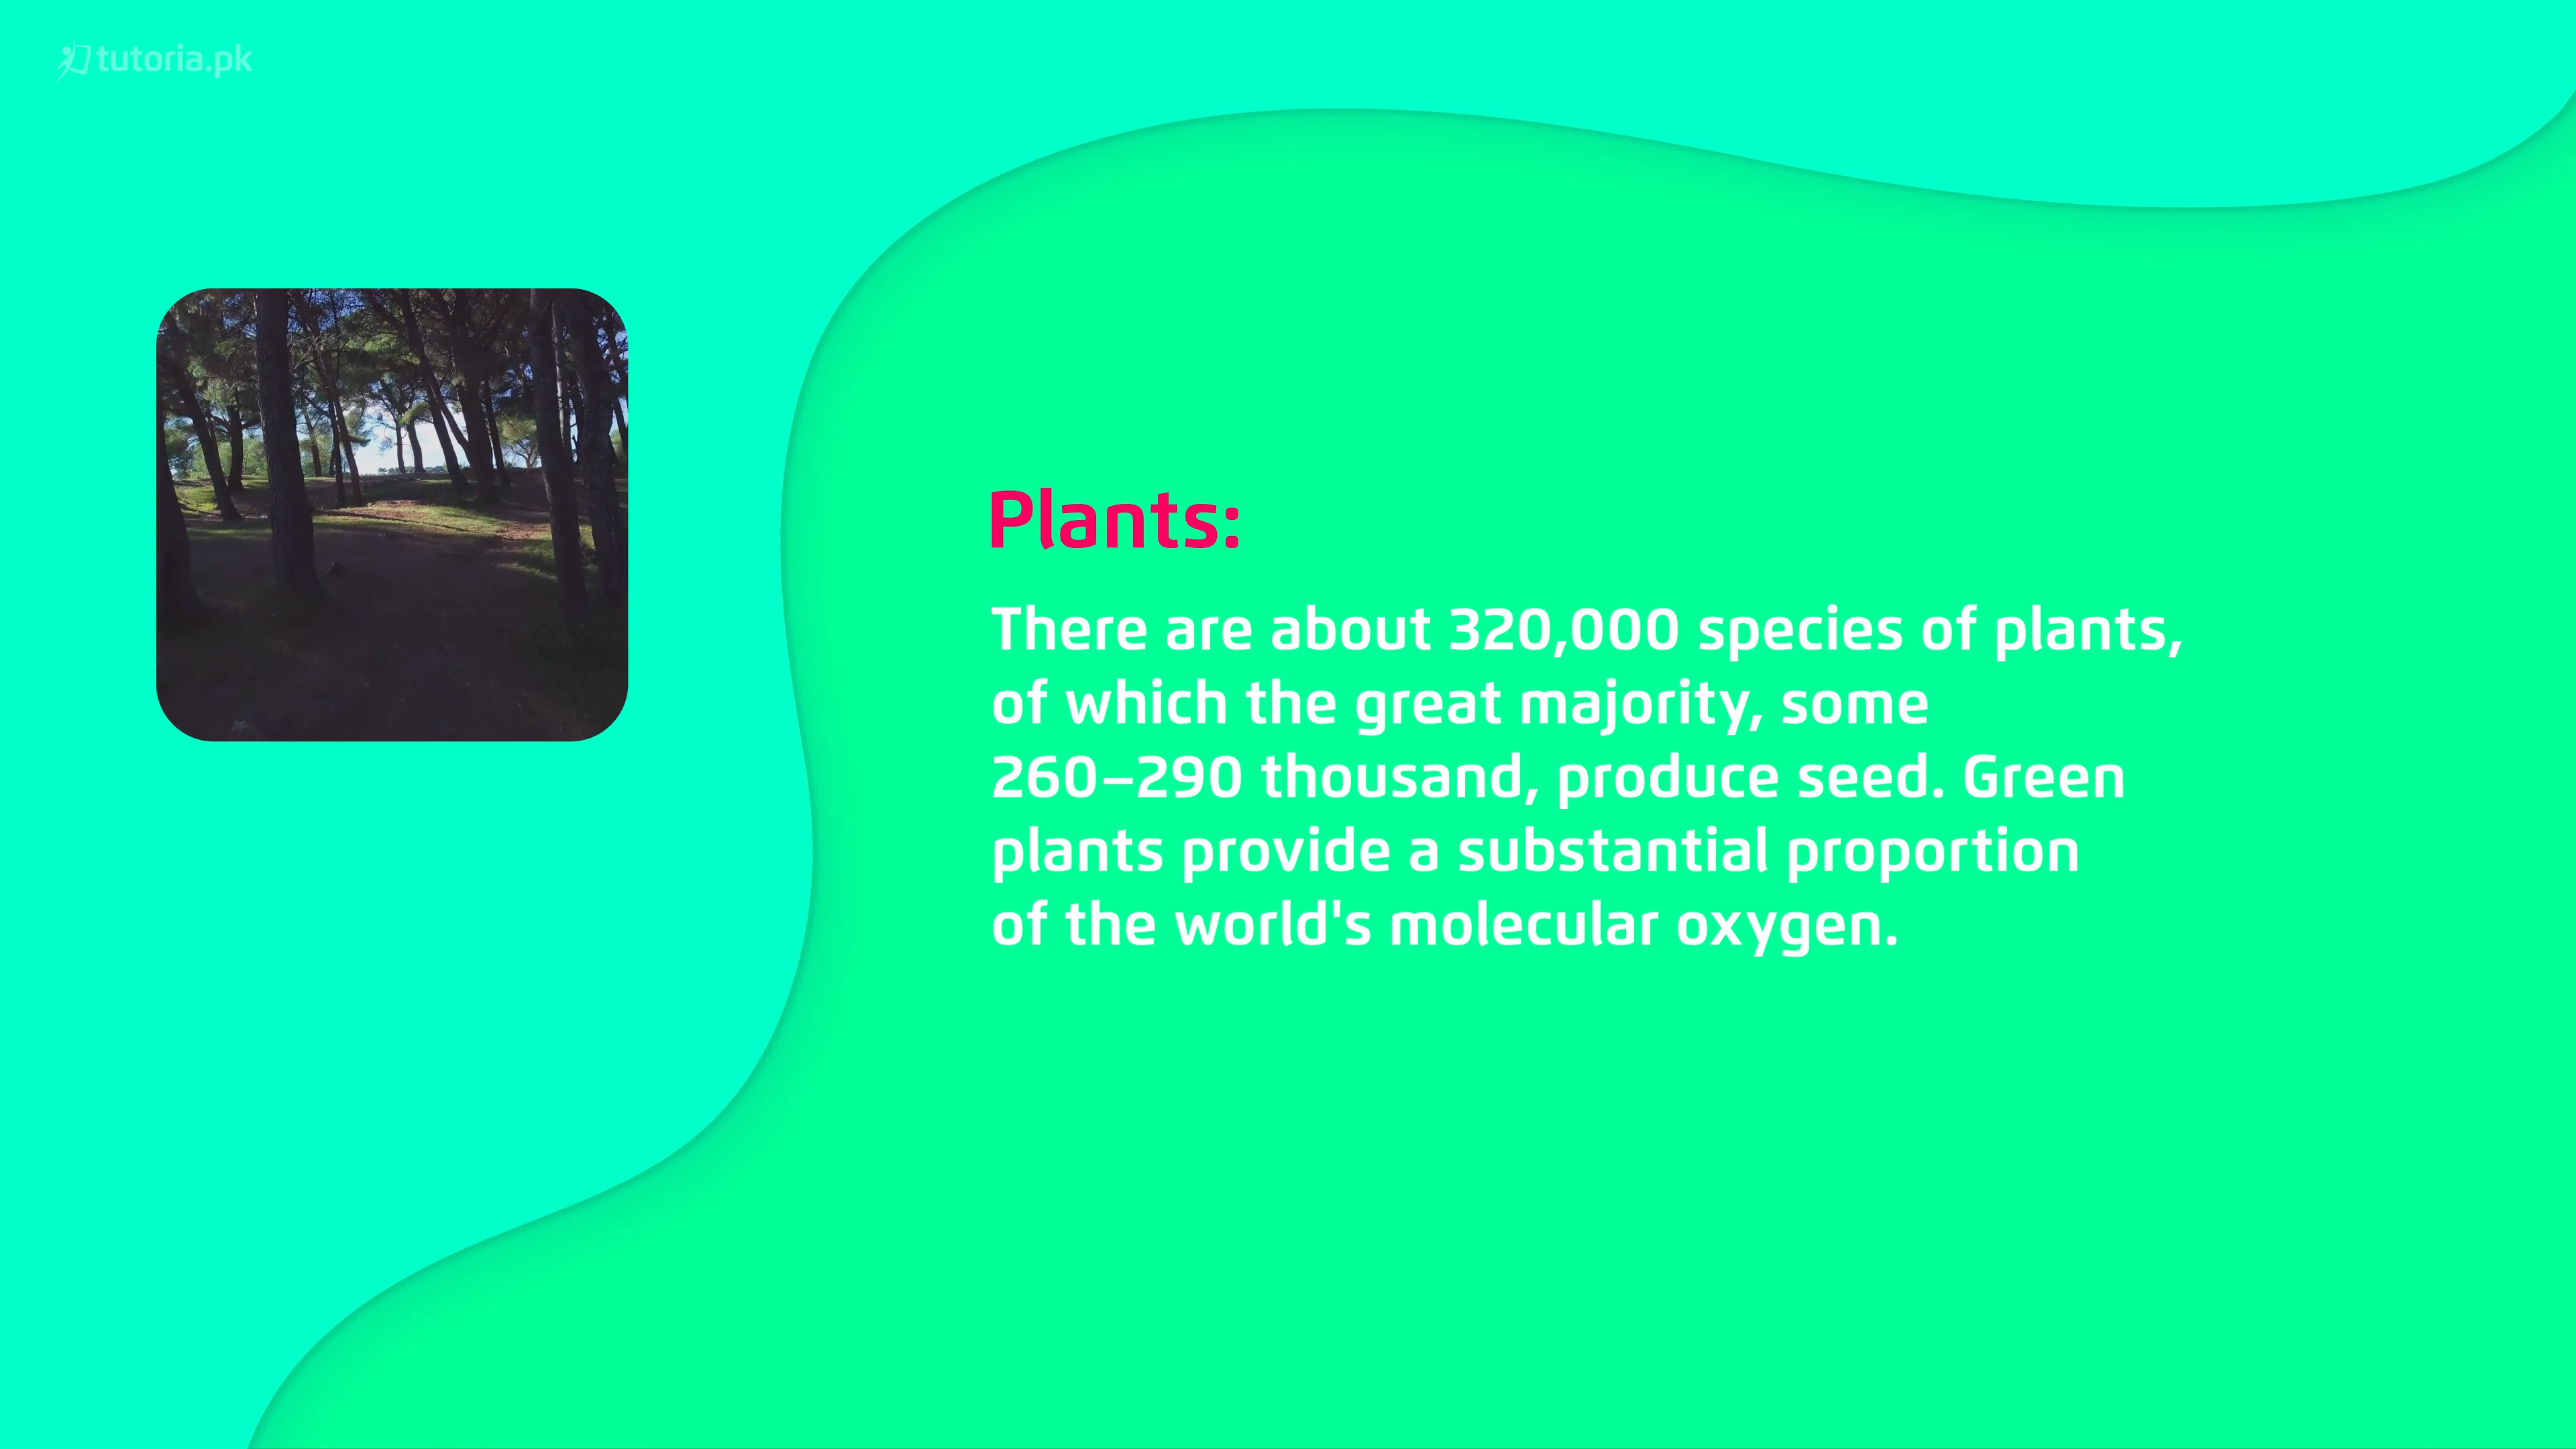 tutoria.pk
Plants:
There are about 320,000 species of plants,
of which the great majority, some
260–290 thousand, produce seed. Green
plants provide a substantial proportion
of the world's molecular oxygen.